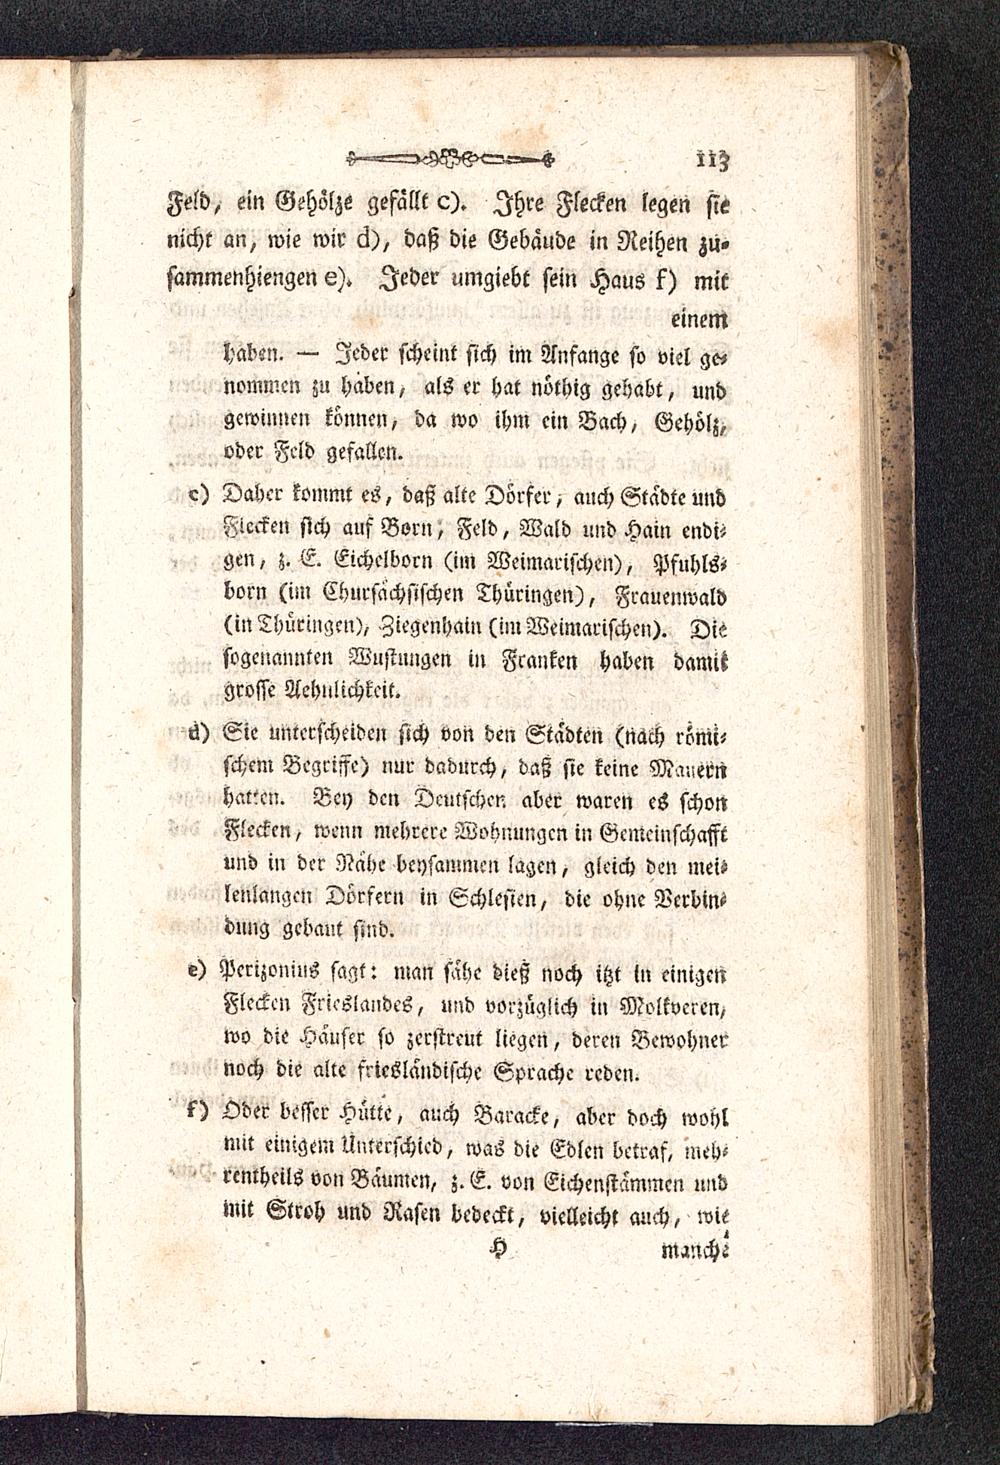 113
Feld, ein Gehölze gefällt c). Ihre Flecken legen sie
nicht an, wie wir d), daß die Gebäude in Reihen zu-
sammenhiengen e). Jeder umgiebt sein Haus f) mit
einem
haben. — Jeder scheint sich im Anfange so viel ge-
nommen zu haben, als er hat nöthig gehabt, und
gewinnen können, da wo ihm ein Bach, Gehölz,
oder Feld gefallen.
c) Daher kommt es, daß alte Dörfer, auch Städte und
Flecken sich auf Born, Feld, Wald und Hain endi-
gen, z. E. Eichelborn (im Weimarischen), Pfuhls-
born (im Chursächsischen Thüringen), Frauenwald
(in Thüringen), Ziegenhain (im Weimarischen). Die
sogenannten Wustungen in Franken haben damit
grosse Aehnlichkeit.
d) Sie unterscheiden sich von den Städten (nach römi-
schem Begriffe) nur dadurch, daß sie keine Mauern
hatten. Bey den Deutschen aber waren es schon
Flecken, wenn mehrere Wohnungen in Gemeinschafft
und in der Nähe beysammen lagen, gleich den mei-
lenlangen Dörfern in Schlesien, die ohne Verbin-
dung gebaut sind.
e) Perizonius sagt: man sähe dieß noch itzt in einigen
Flecken Frieslandes, und vorzüglich in Molkveren,
wo die Häuser so zerstreut liegen, deren Bewohner
noch die alte friesländische Sprache reden.
f) Oder besser Hütte, auch Baracke, aber doch wohl
mit einigem Unterschied, was die Edlen betraf, meh-
rentheils von Bäumen, z. E. von Eichenstämmen und
mit Stroh und Rasen bedeckt, vielleicht auch, wie
H manche